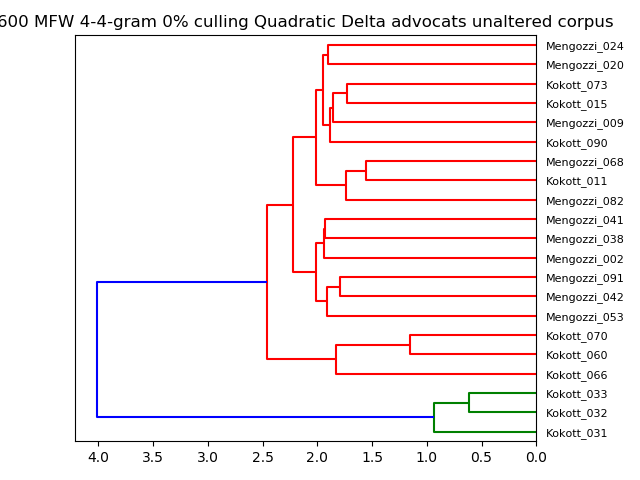 600 MFW 4-4-gram 0% culling Quadratic Delta advocats unaltered corpus
Mengozzi_024
Mengozzi_020
Kokott_073
Kokott_015
Mengozzi_009
Kokott_090
Mengozzi_068
Kokott_011
Mengozzi_082
Mengozzi_041
Mengozzi_038
Mengozzi_002
Mengozzi_091
Mengozzi_042
Mengozzi_053
Kokott_070
Kokott_060
Kokott_066
Kokott_033
Kokott_032
Kokott_031
4.0 3.5 3.0 2.5 2.0 1.5 1.0 0.5 0.0